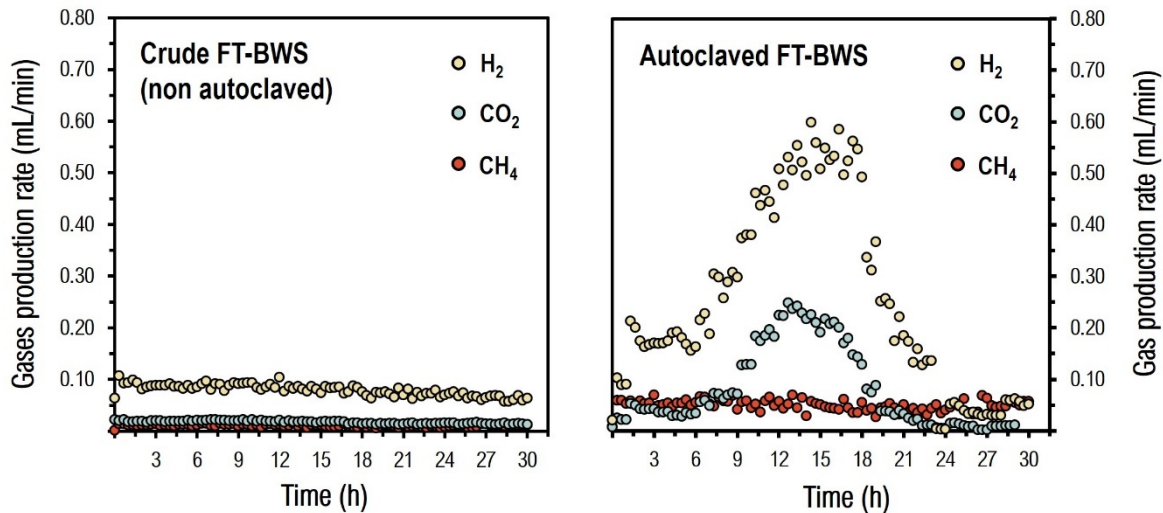 Crude FT-BWS
(non autoclaved)
H₂
CO₂
CH₄
Gases production rate (mL/min)
0.80
0.70
0.60
0.50
0.40
0.30
0.20
0.10
3 6 9 12 15 18 21 24 27 30
Time (h)
Autoclaved FT-BWS
H₂
CO₂
CH₄
0.80
0.70
0.60
0.50
0.40
0.30
0.20
0.10
Gas production rate (mL/min)
3 6 9 12 15 18 21 24 27 30
Time (h)